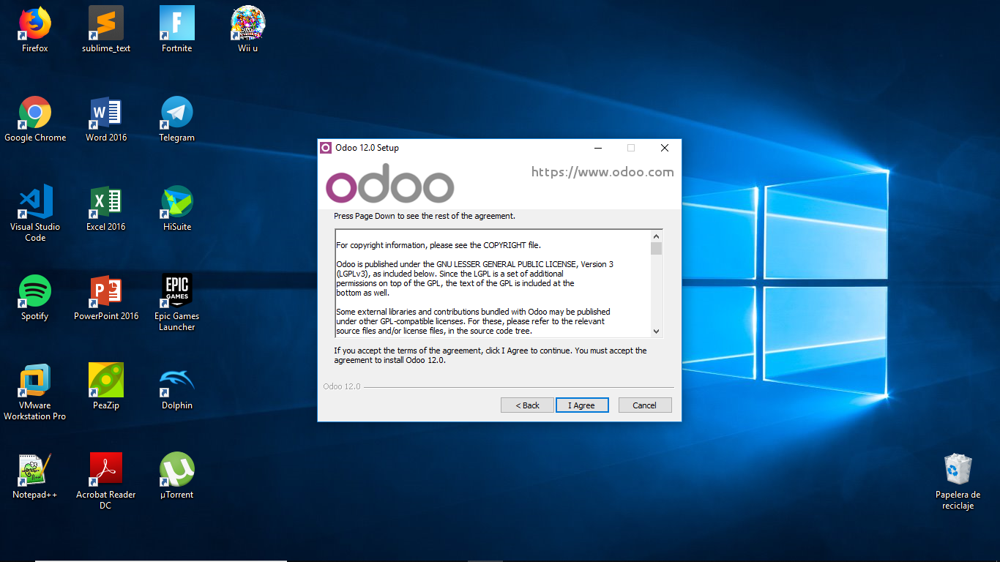 Firefox
sublime_text
Fortnite
Wii u
Google Chrome
Word 2016
Telegram
Visual Studio
Code
Excel 2016
HiSuite
Spotify
PowerPoint 2016
EPIC
GAMES
Epic Games
Launcher
VMware
Workstation Pro
PeaZip
Dolphin
Notepad++
Acrobat Reader
DC
µTorrent
Odoo 12.0 Setup
odoo
https://www.odoo.com
Press Page Down to see the rest of the agreement.
For copyright information, please see the COPYRIGHT file.
Odoo is published under the GNU LESSER GENERAL PUBLIC LICENSE, Version 3
(LGPLv3), as included below. Since the LGPL is a set of additional
permissions on top of the GPL, the text of the GPL is included at the
bottom as well.
Some external libraries and contributions bundled with Odoo may be published
under other GPL-compatible licenses. For these, please refer to the relevant
source files and/or license files, in the source code tree.
If you accept the terms of the agreement, click I Agree to continue. You must accept the
agreement to install Odoo 12.0.
Odoo 12.0
< Back
I Agree
Cancel
Papelera de
reciclaje